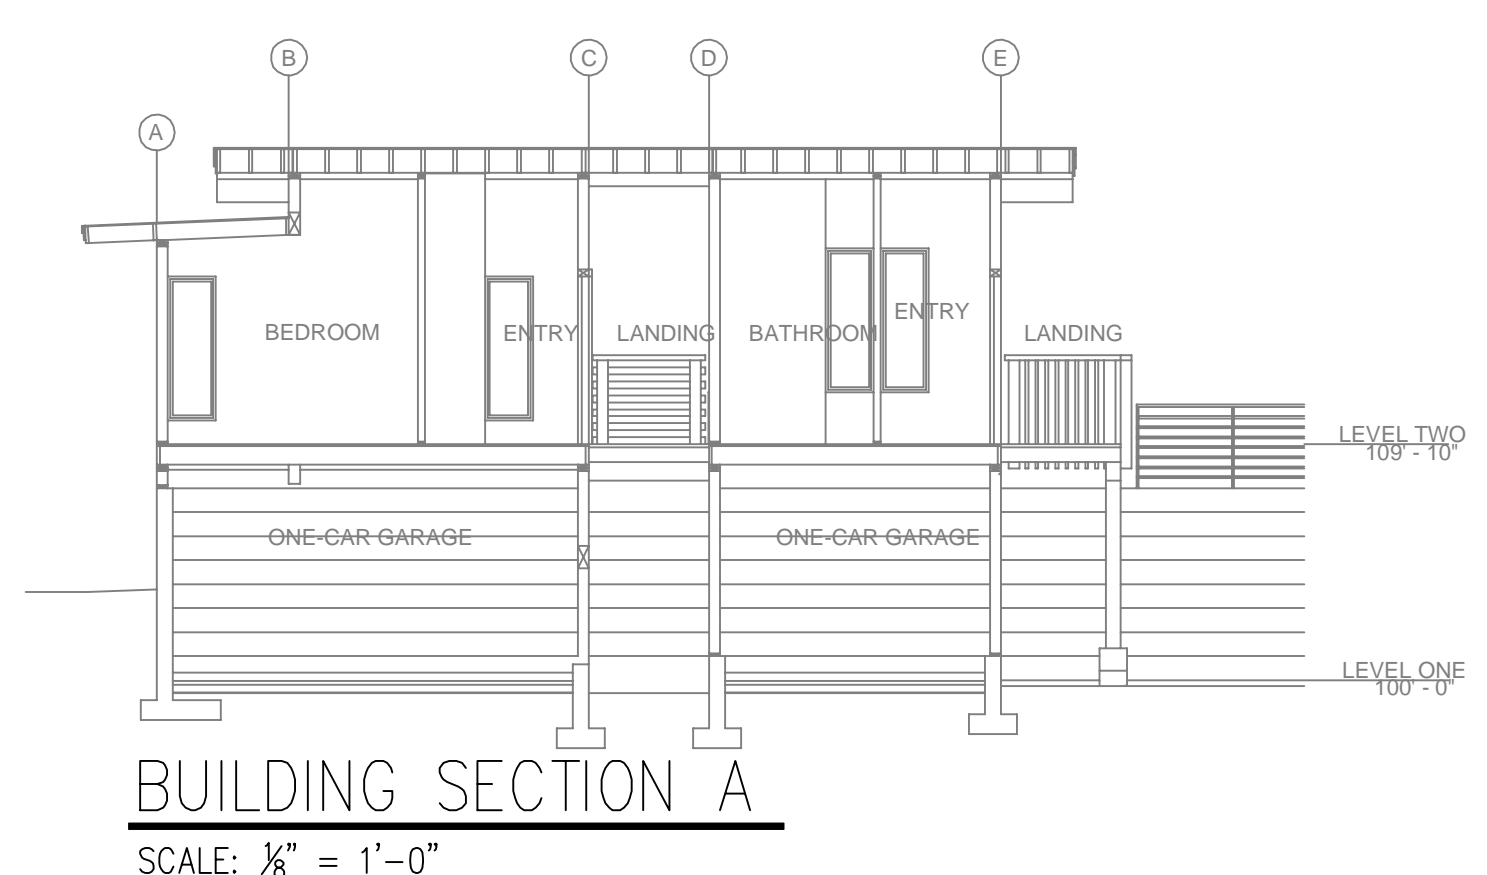 B
C
D
E
A
ENTRY
BEDROOM
ENTRY
LANDING
BATHROOM
LANDING
LEVEL TWO
109' - 10"
ONE-CAR GARAGE
ONE-CAR GARAGE
LEVEL ONE
100' - 0"
BUILDING SECTION A
SCALE: ⅛" = 1'-0"